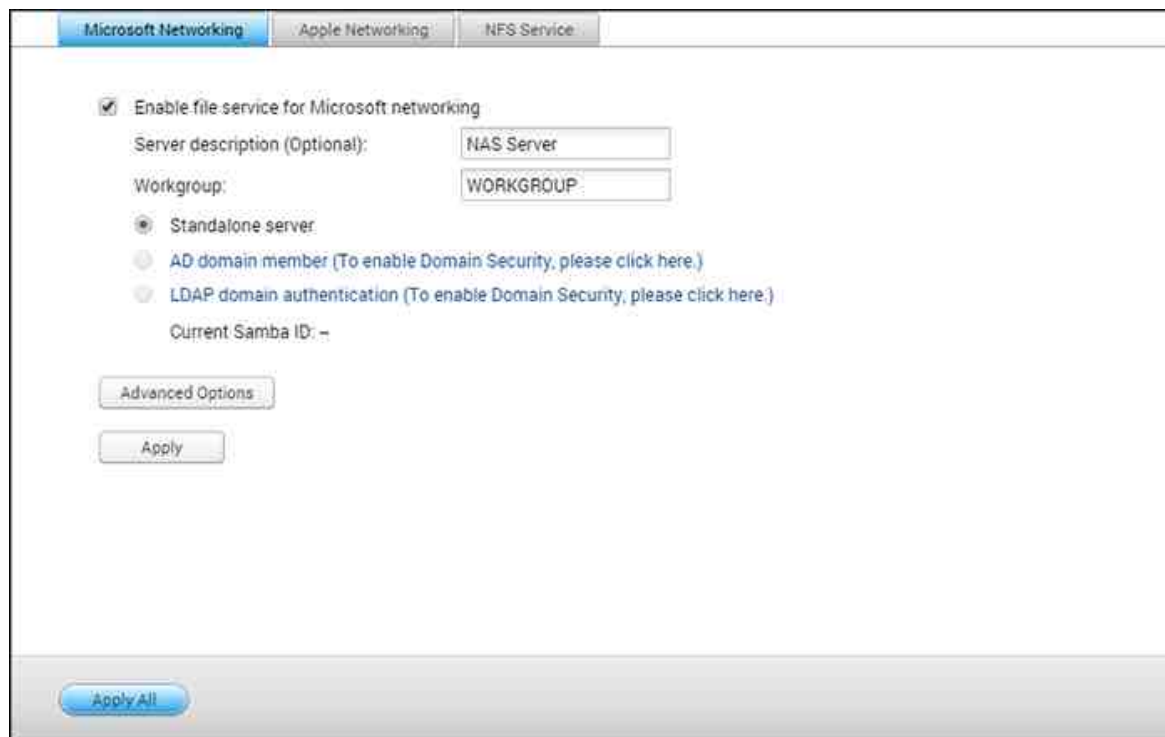 Microsoft Networking Apple Networking NFS Service
Enable file service for Microsoft networking
Server description (Optional): NAS Server
Workgroup: WORKGROUP
Standalone server
AD domain member (To enable Domain Security, please click here.)
LDAP domain authentication (To enable Domain Security, please click here.)
Current Samba ID: --
Advanced Options
Apply
Apply All